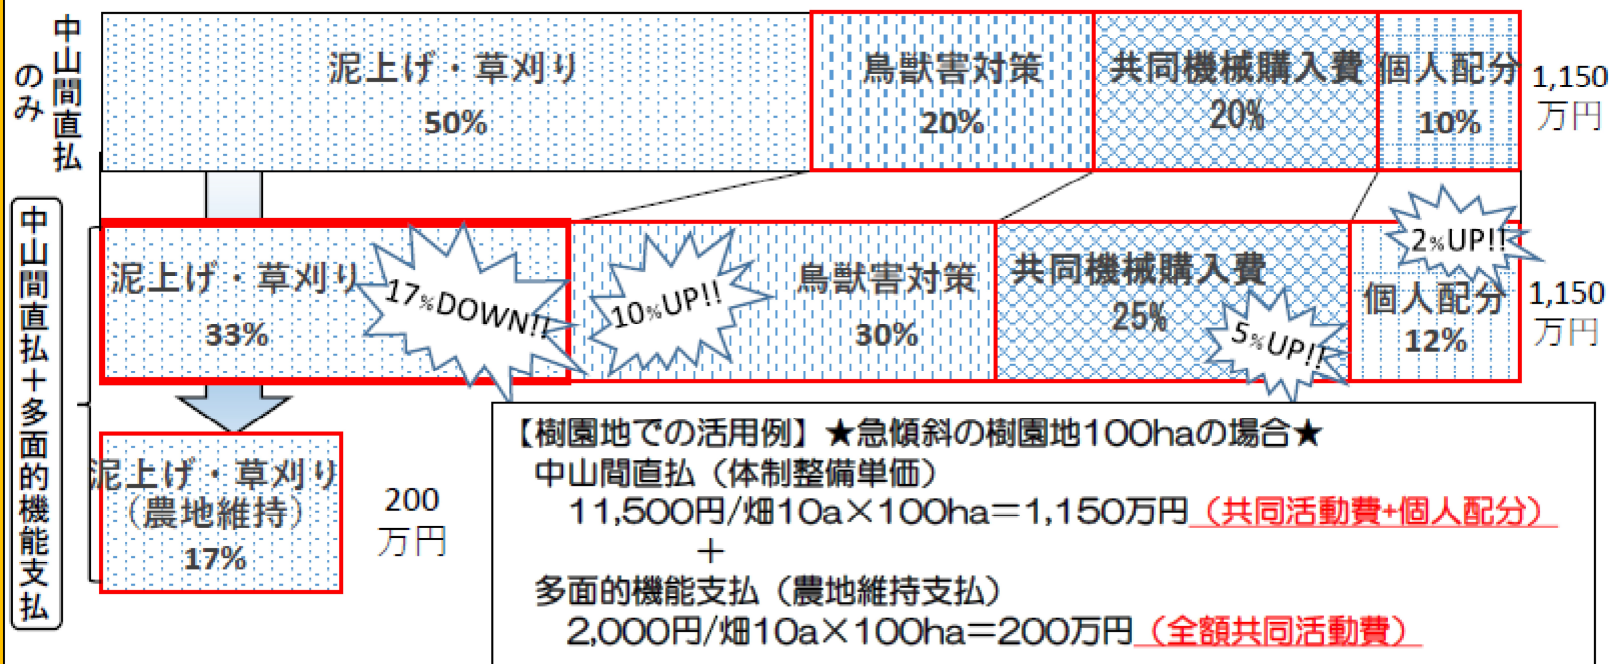 中山間直払
のみ
泥上げ・草刈り
50%
鳥獣害対策
20%
共同機械購入費
20%
個人配分
10%
1,150
万円
中山間直払+多面的機能支払
泥上げ・草刈り
33%
17%DOWN!!
10%UP!!
鳥獣害対策
30%
共同機械購入費
25%
5%UP!!
2%UP!!
個人配分
12%
1,150
万円
泥上げ・草刈り
（農地維持）
17%
200
万円
【樹園地での活用例】★急傾斜の樹園地100haの場合★
中山間直払（体制整備単価）
11,500円/畑10a×100ha＝1,150万円（共同活動費+個人配分）
＋
多面的機能支払（農地維持支払）
2,000円/畑10a×100ha＝200万円（全額共同活動費）